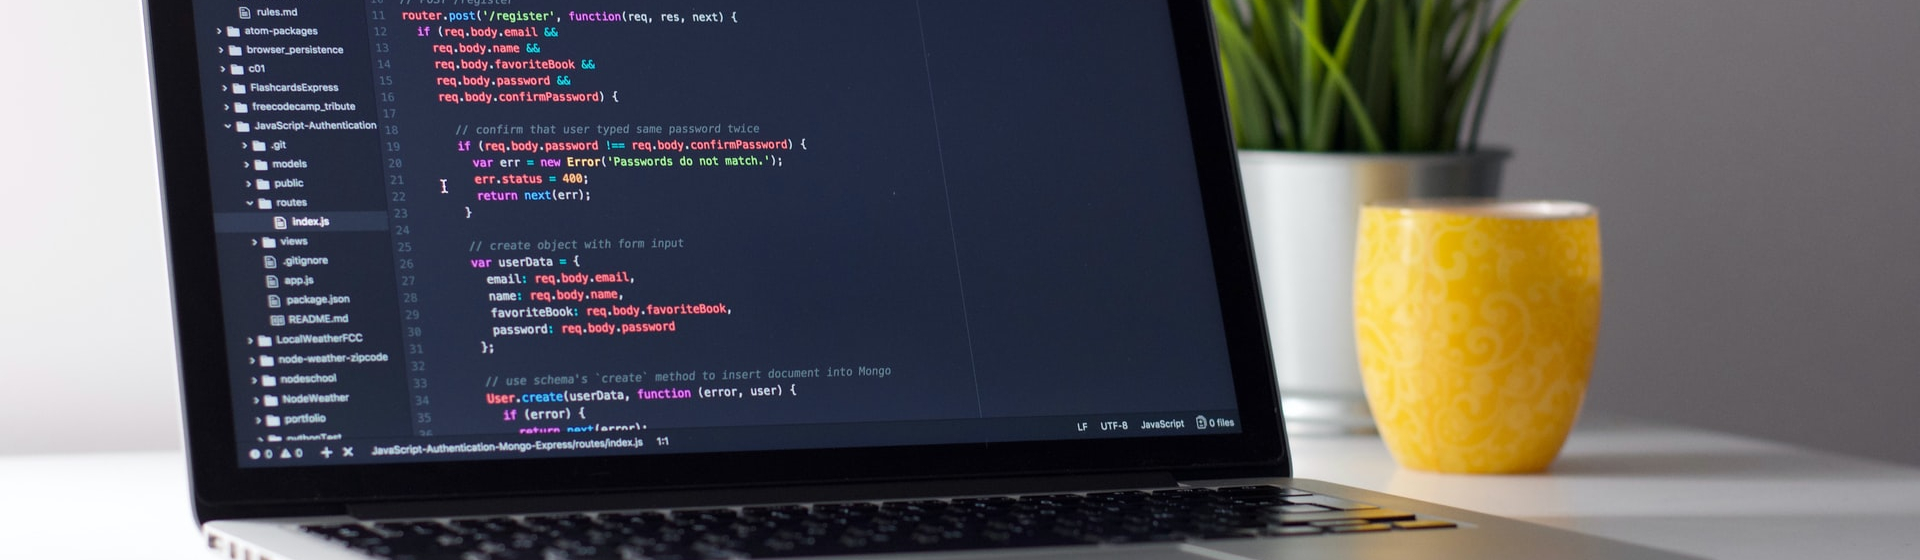 rules.md
atom-packages
browser_persistence
c01
FlashcardsExpress
freecodecamp_tribute
JavaScript-Authentication
.git
models
public
routes
index.js
views
.gitignore
app.js
package.json
README.md
LocalWeatherFCC
node-weather-zipcode
nodeschool
NodeWeather
portfolio
pythonTest
10 // POST /register
11 router.post('/register', function(req, res, next) {
12 if (req.body.email &&
13 req.body.name &&
14 req.body.favoriteBook &&
15 req.body.password &&
16 req.body.confirmPassword) {
17
18 // confirm that user typed same password twice
19 if (req.body.password !== req.body.confirmPassword) {
20 var err = new Error('Passwords do not match.');
21 err.status = 400;
22 return next(err);
23 }
24
25 // create object with form input
26 var userData = {
27 email: req.body.email,
28 name: req.body.name,
29 favoriteBook: req.body.favoriteBook,
30 password: req.body.password
31 };
32
33 // use schema's `create` method to insert document into Mongo
34 User.create(userData, function (error, user) {
35 if (error) {
36 return next(error);
0 0 JavaScript-Authentication-Mongo-Express/routes/index.js 1:1 LF UTF-8 JavaScript 0 files